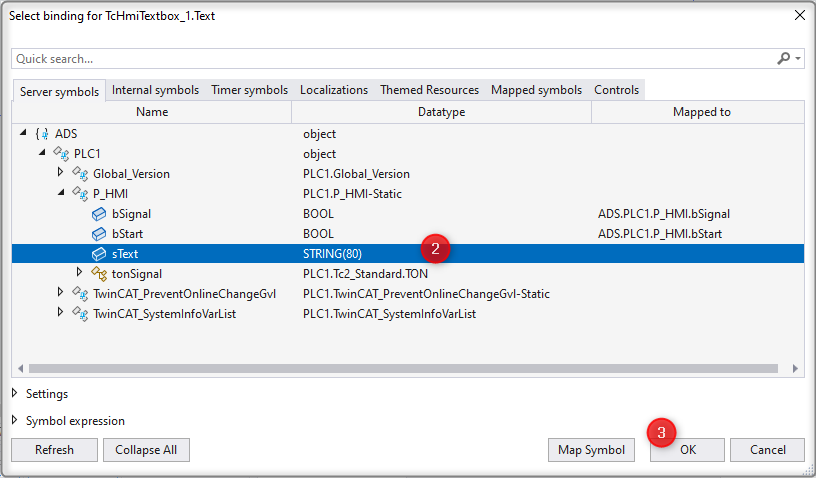 Select binding for TcHmiTextbox_1.Text
Quick search...
Server symbols Internal symbols Timer symbols Localizations Themed Resources Mapped symbols Controls
Name Datatype Mapped to
ADS object
PLC1 object
Global_Version PLC1.Global_Version
P_HMI PLC1.P_HMI-Static
bSignal BOOL ADS.PLC1.P_HMI.bSignal
bStart BOOL ADS.PLC1.P_HMI.bStart
sText STRING(80) 2
tonSignal PLC1.Tc2_Standard.TON
TwinCAT_PreventOnlineChangeGvl PLC1.TwinCAT_PreventOnlineChangeGvl-Static
TwinCAT_SystemInfoVarList PLC1.TwinCAT_SystemInfoVarList
Settings
Symbol expression
3
Refresh Collapse All Map Symbol OK Cancel